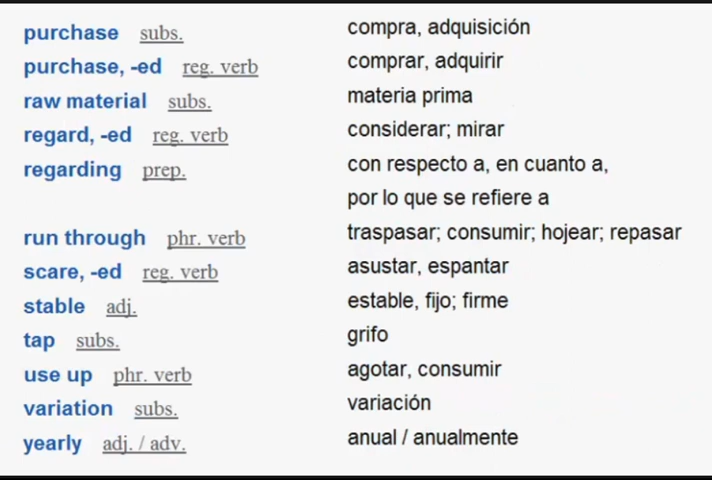 purchase subs. compra, adquisición
purchase, -ed reg. verb comprar, adquirir
raw material subs. materia prima
regard, -ed reg. verb considerar; mirar
regarding prep. con respecto a, en cuanto a,
por lo que se refiere a
run through phr. verb traspasar; consumir; hojear; repasar
scare, -ed reg. verb asustar, espantar
stable adj. estable, fijo; firme
tap subs. grifo
use up phr. verb agotar, consumir
variation subs. variación
yearly adj. / adv. anual / anualmente